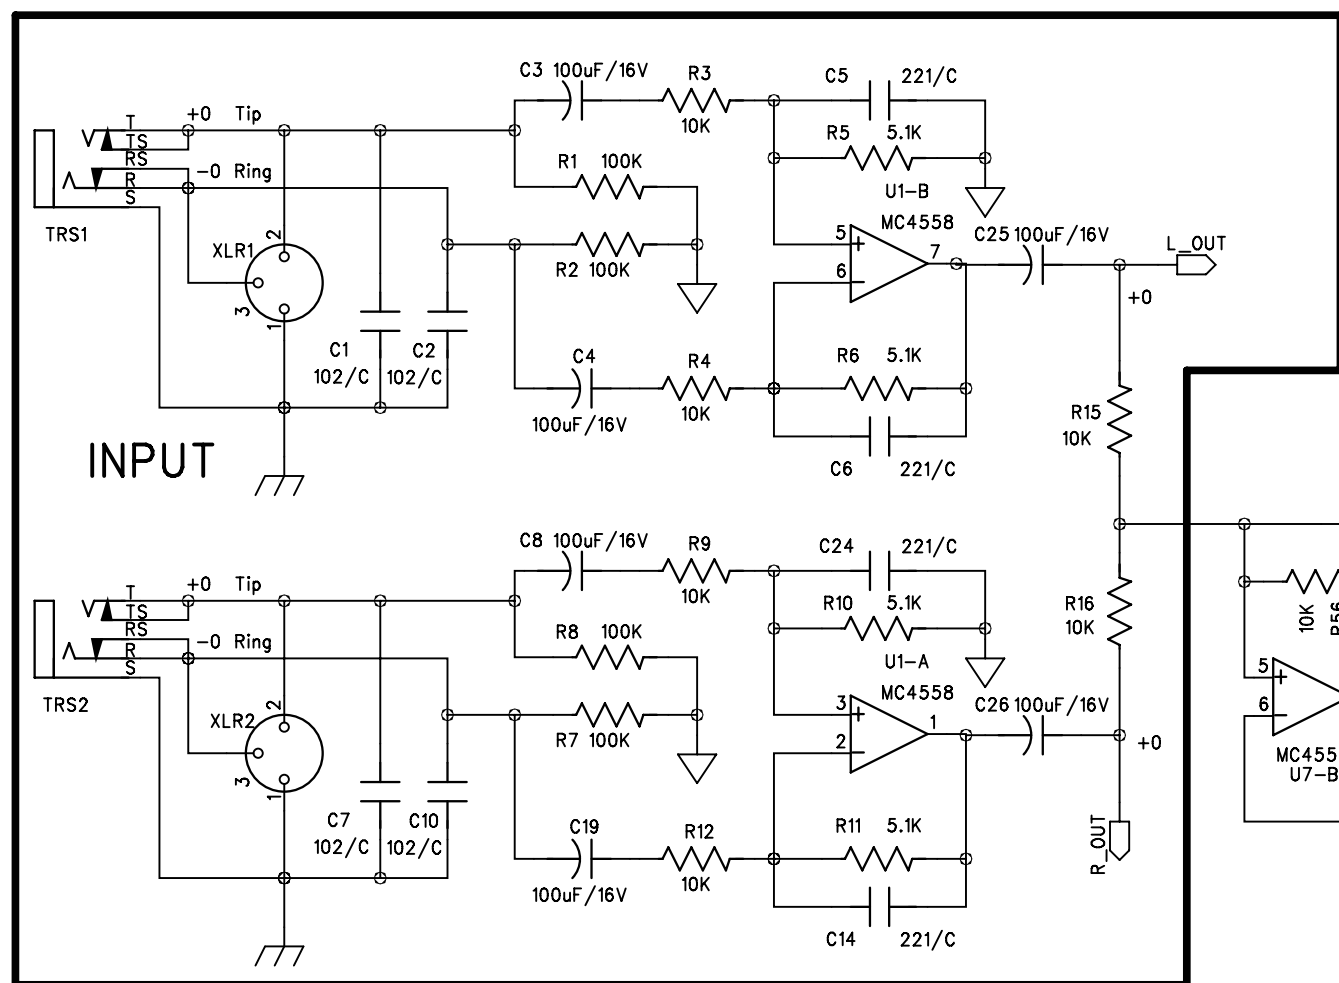 C3 100uF/16V R3 C5 221/C
10K
T +0 Tip
TS
RS -0 Ring
R
S
TRS1
R1 100K
R5 5.1K
U1-B
MC4558
R2 100K
XLR1 2
3
1
5
6
7
C25 100uF/16V L_OUT
+0
C1 C2
102/C 102/C
C4 R4 R6 5.1K
100uF/16V 10K
C6 221/C
R15
10K
INPUT
C8 100uF/16V R9 C24 221/C
10K
T +0 Tip
TS
RS -0 Ring
R
S
TRS2
R8 100K
R10 5.1K
U1-A
MC4558
R7 100K
XLR2 2
3
1
3
2
1
C26 100uF/16V
+0
R16
10K
10K
R56
5
6
MC455
U7-B
C7 C10
102/C 102/C
C19 R12 R11 5.1K
100uF/16V 10K
C14 221/C
R_OUT